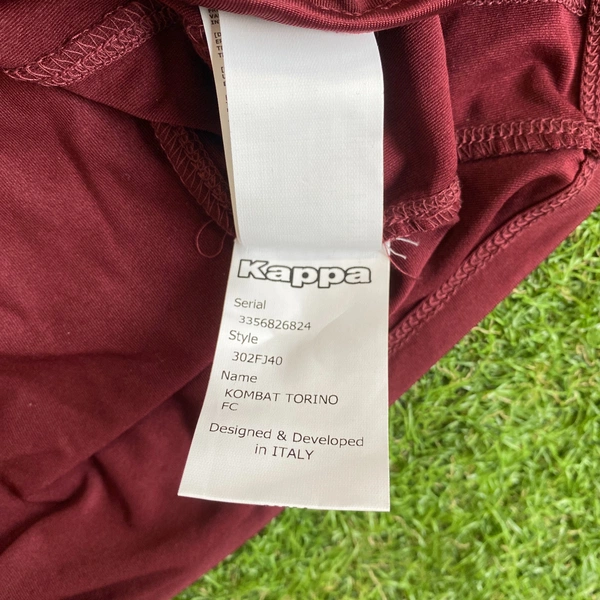 Kappa
Serial
3356826824
Style
302FJ40
Name
KOMBAT TORINO
FC
Designed & Developed
in ITALY